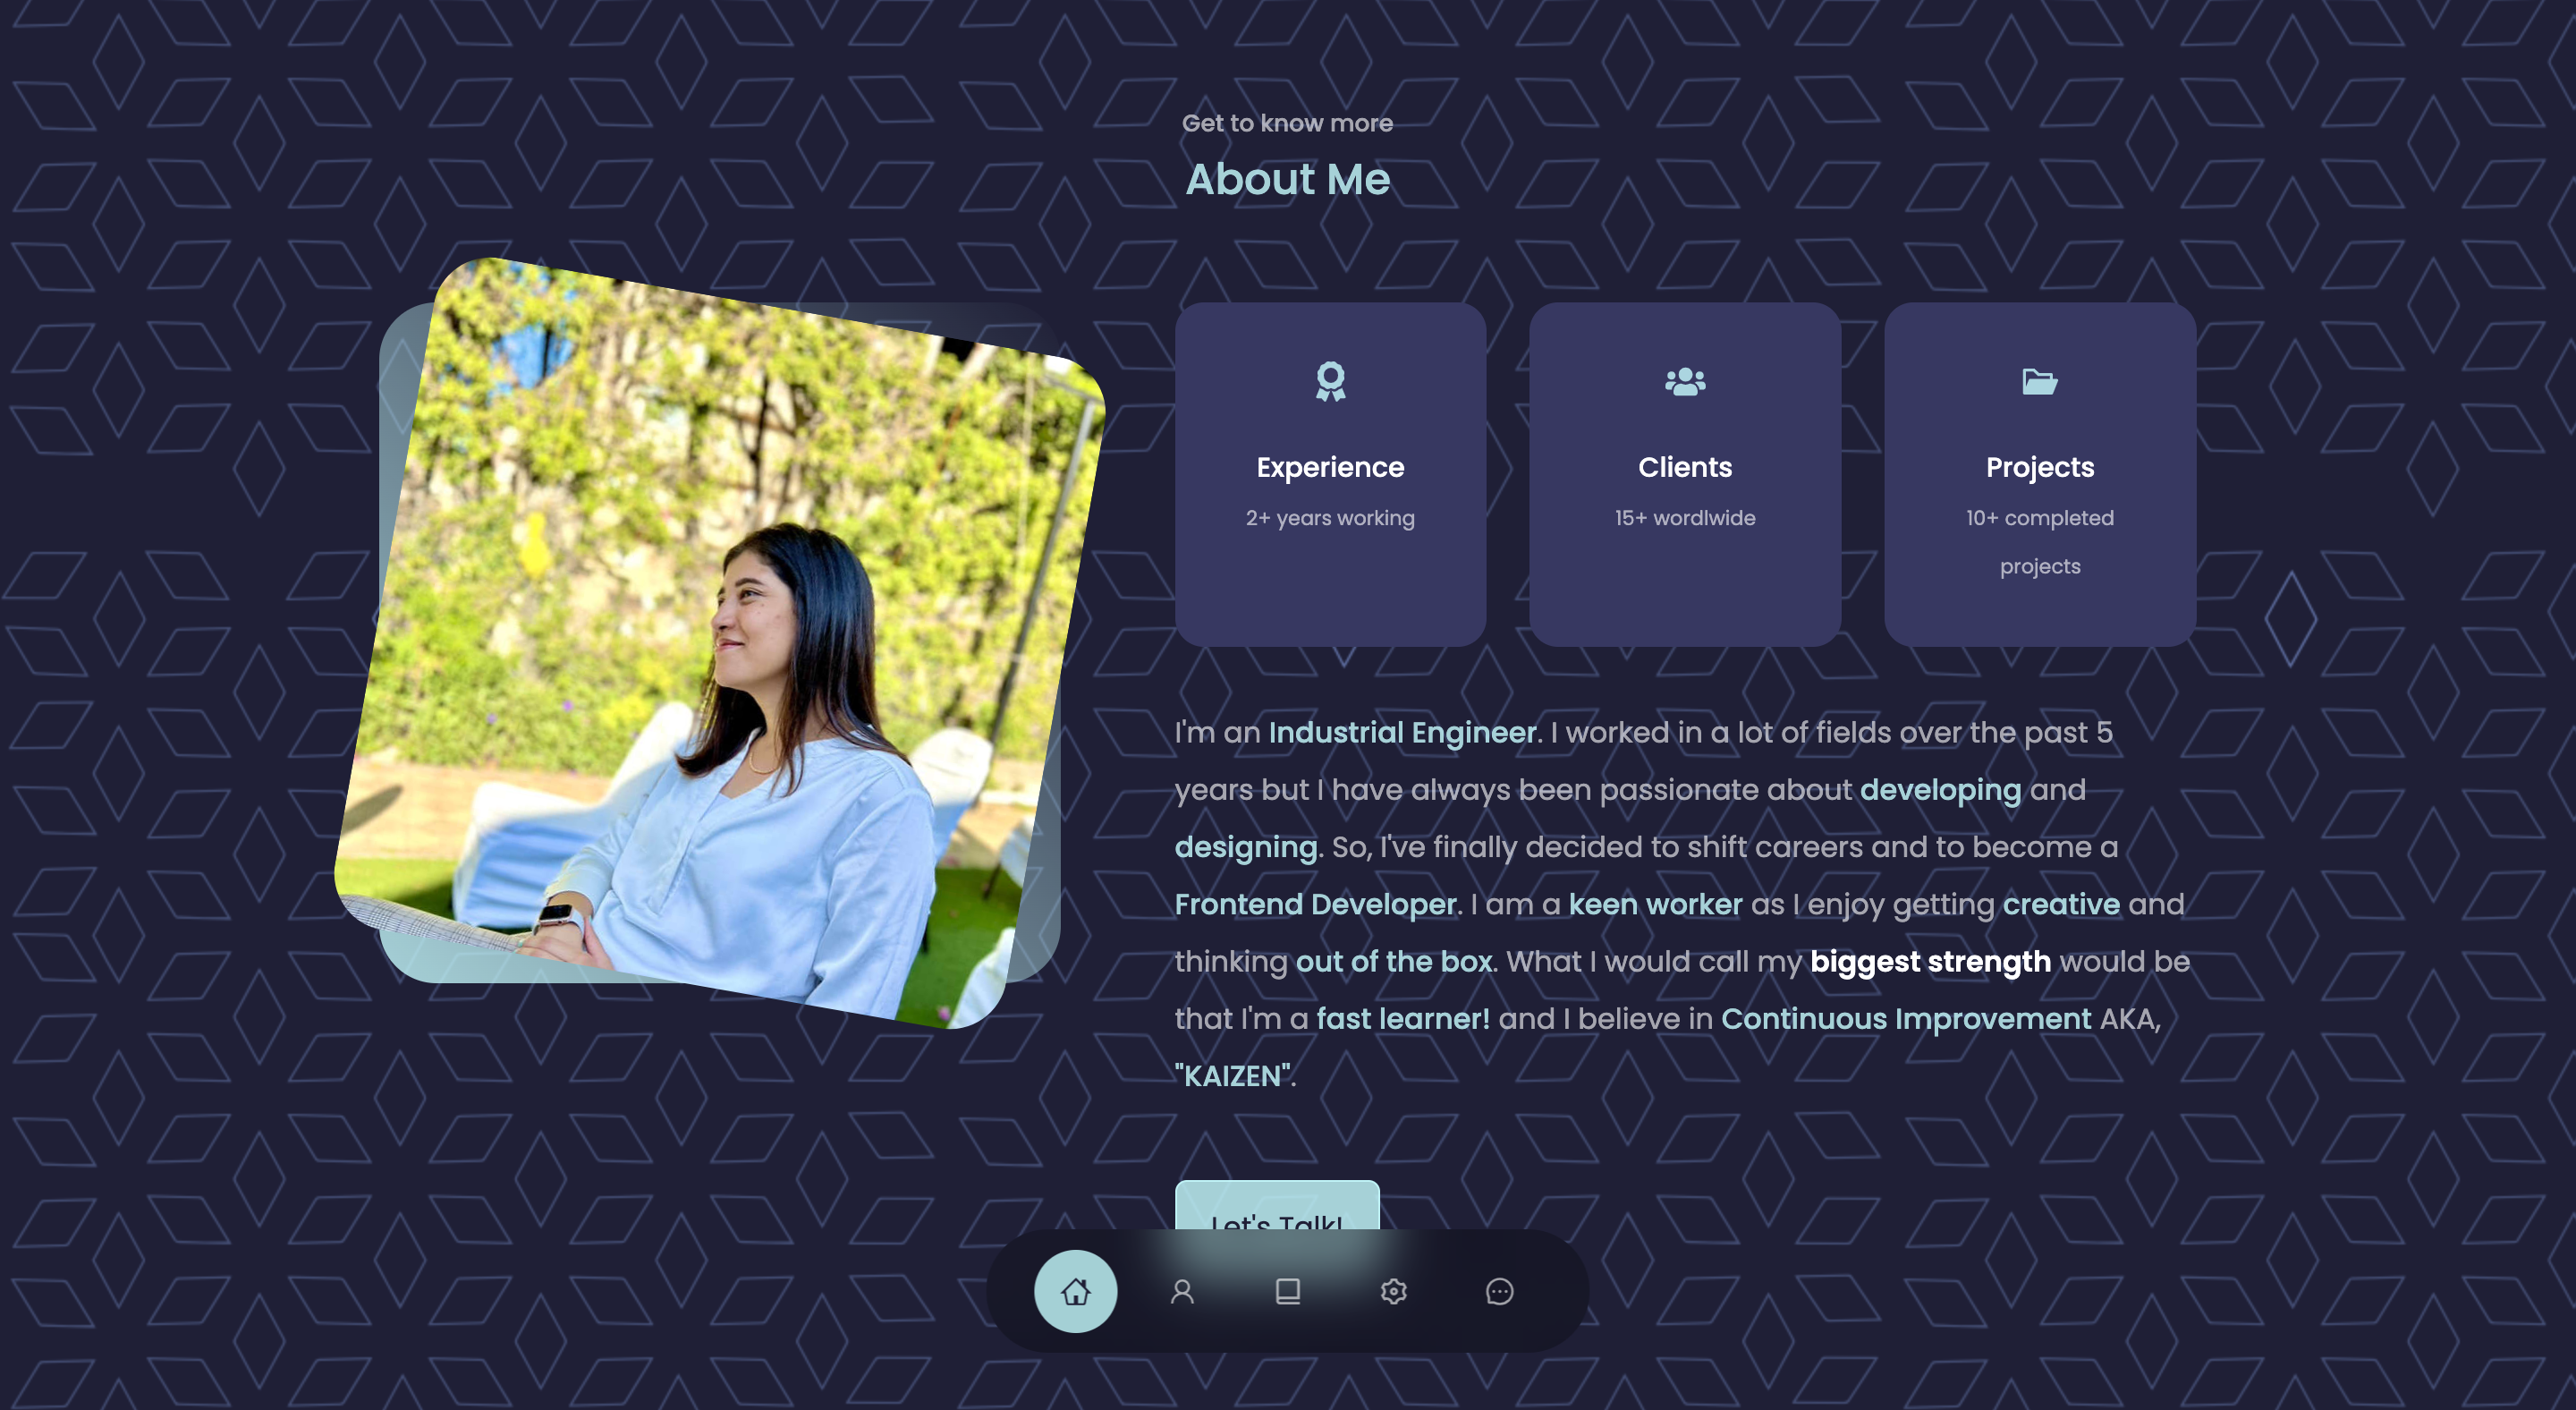 Get to know more
About Me
Experience
2+ years working
Clients
15+ wordlwide
Projects
10+ completed
projects
I'm an Industrial Engineer. I worked in a lot of fields over the past 5
years but I have always been passionate about developing and
designing. So, I've finally decided to shift careers and to become a
Frontend Developer. I am a keen worker as I enjoy getting creative and
thinking out of the box. What I would call my biggest strength would be
that I'm a fast learner! and I believe in Continuous Improvement AKA,
"KAIZEN".
Let's Talk!